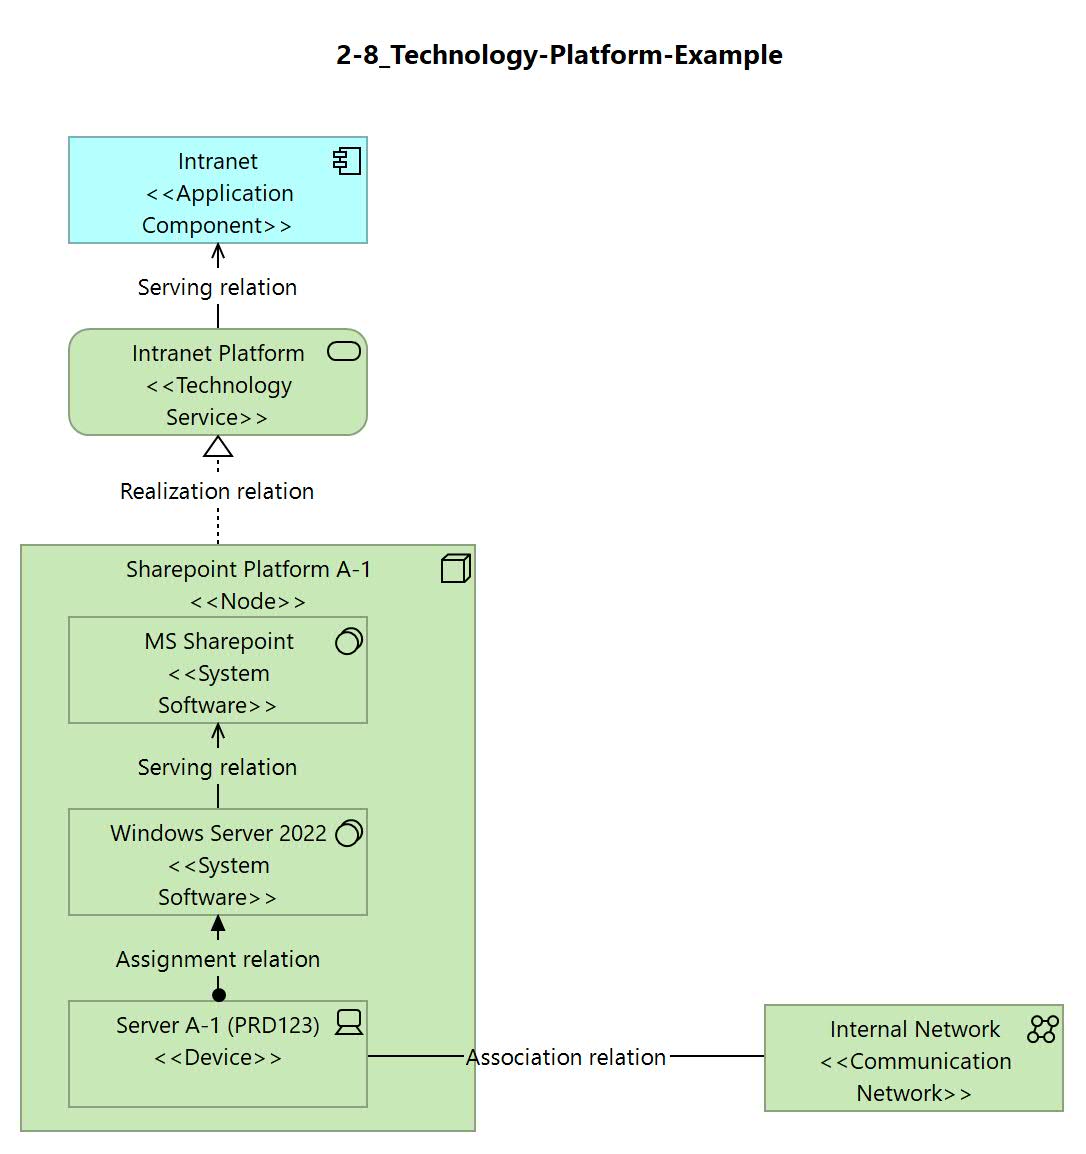 2-8_Technology-Platform-Example
Intranet
<<Application
Component>>
Serving relation
Intranet Platform
<<Technology
Service>>
Realization relation
Sharepoint Platform A-1
<<Node>>
MS Sharepoint
<<System
Software>>
Serving relation
Windows Server 2022
<<System
Software>>
Assignment relation
Server A-1 (PRD123)
<<Device>>
Association relation
Internal Network
<<Communication
Network>>